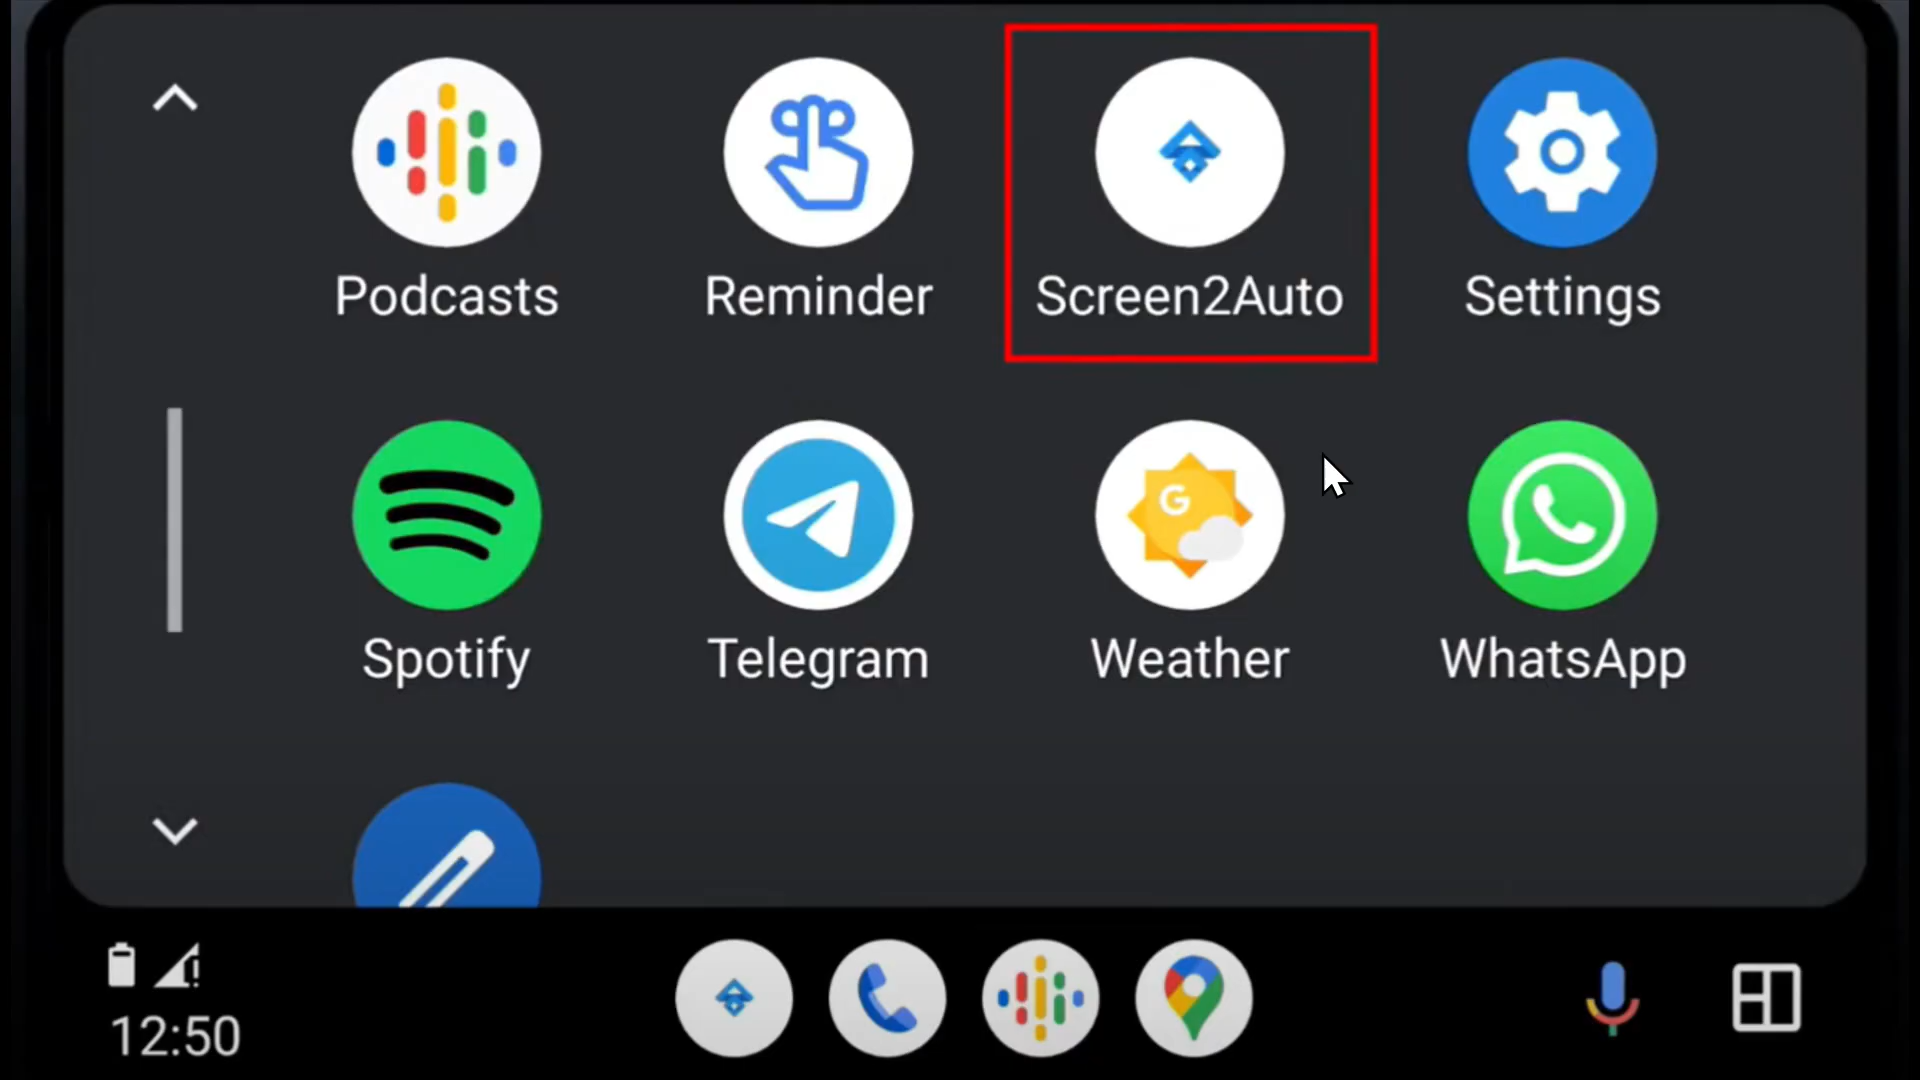 Podcasts
Reminder
Screen2Auto
Settings
G
Spotify
Telegram
Weather
WhatsApp
12:50